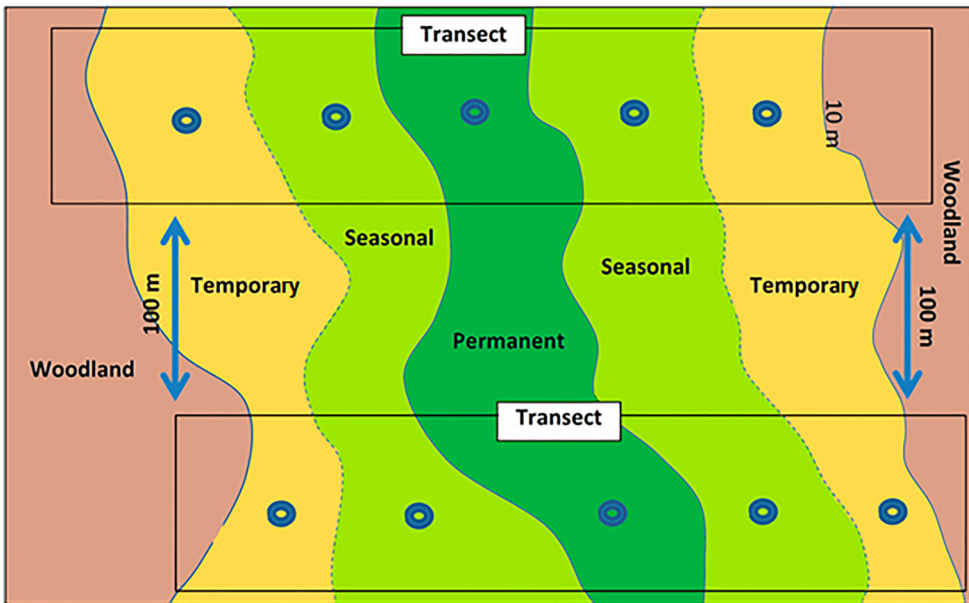 Transect
10 m
Woodland
Seasonal
Seasonal
Temporary
Temporary
100 m
100 m
Permanent
Woodland
Transect